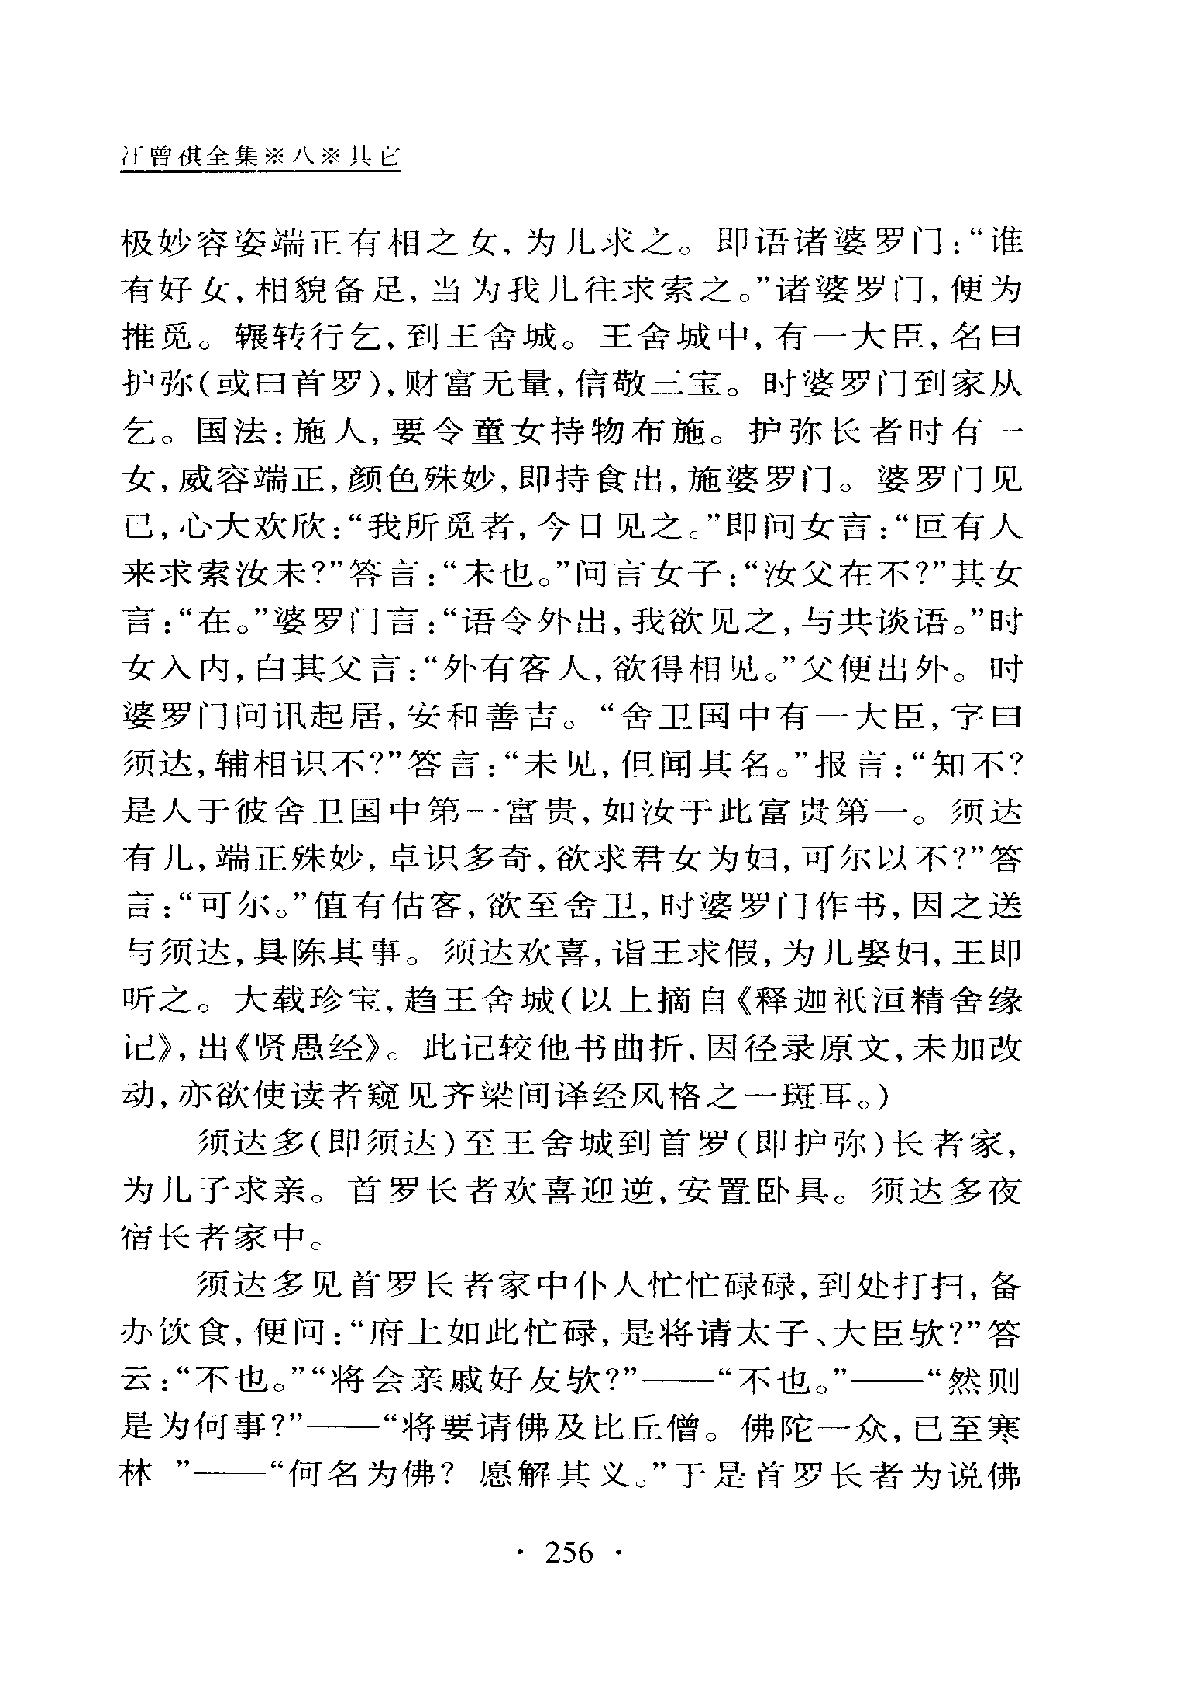 汪曾祺全集※八※其它
极妙容姿端正有相之女，为儿求之。即语诸婆罗门：“谁
有好女，相貌备足，当为我儿往求索之。”诸婆罗门，便为
推觅。辗转行乞，到王舍城。王舍城中，有一大臣，名曰
护弥（或曰首罗），财富无量，信敬三宝。时婆罗门到家从
乞。国法：施人，要令童女持物布施。护弥长者时有一
女，威容端正，颜色殊妙，即持食出，施婆罗门。婆罗门见
已，心大欢欣：“我所觅者，今日见之。”即问女言：“叵有人
来求索汝未？”答言：“未也。”问言女子：“汝父在不？”其女
言：“在。”婆罗门言：“语令外出，我欲见之，与共谈语。”时
女入内，白其父言：“外有客人，欲得相见。”父便出外。时
婆罗门问讯起居，安和善吉。“舍卫国中有一大臣，字曰
须达，辅相识不？”答言：“未见，但闻其名。”报言：“知不？
是人于彼舍卫国中第一富贵，如汝于此富贵第一。须达
有儿，端正殊妙，卓识多奇，欲求君女为妇，可尔以不？”答
言：“可尔。”值有估客，欲至舍卫，时婆罗门作书，因之送
与须达，具陈其事。须达欢喜，诣王求假，为儿娶妇，王即
听之。大载珍宝，趋王舍城（以上摘自《释迦祇洹精舍缘
记》，出《贤愚经》。此记较他书曲折，因径录原文，未加改
动，亦欲使读者窥见齐梁间译经风格之一斑耳。）
须达多（即须达）至王舍城到首罗（即护弥）长者家，
为儿子求亲。首罗长者欢喜迎逆，安置卧具。须达多夜
宿长者家中。
须达多见首罗长者家中仆人忙忙碌碌，到处打扫，备
办饮食，便问：“府上如此忙碌，是将请太子、大臣欤？”答
云：“不也。”“将会亲戚好友欤？”——“不也。”——“然则
是为何事？”——“将要请佛及比丘僧。佛陀一众，已至寒
林 ”——“何名为佛？愿解其义。”于是首罗长者为说佛
· 256 ·